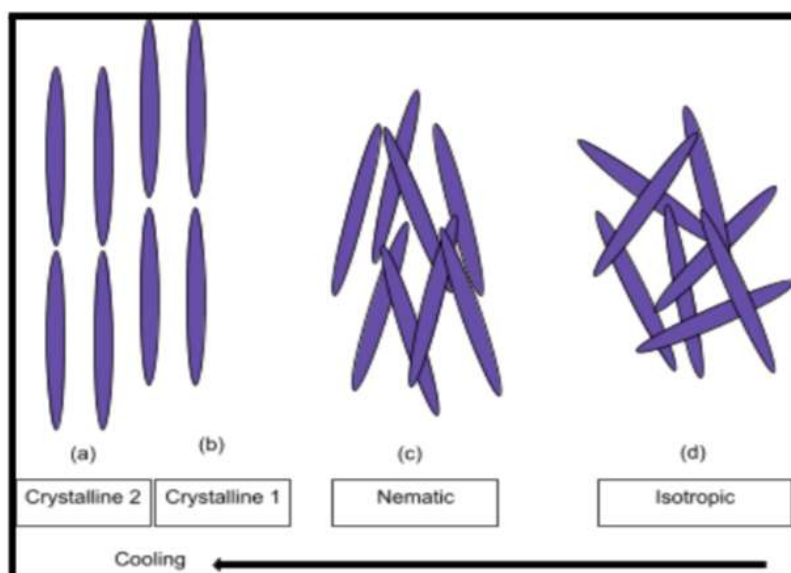 (a)
(b)
(c)
(d)
Crystalline 2
Crystalline 1
Nematic
Isotropic
Cooling